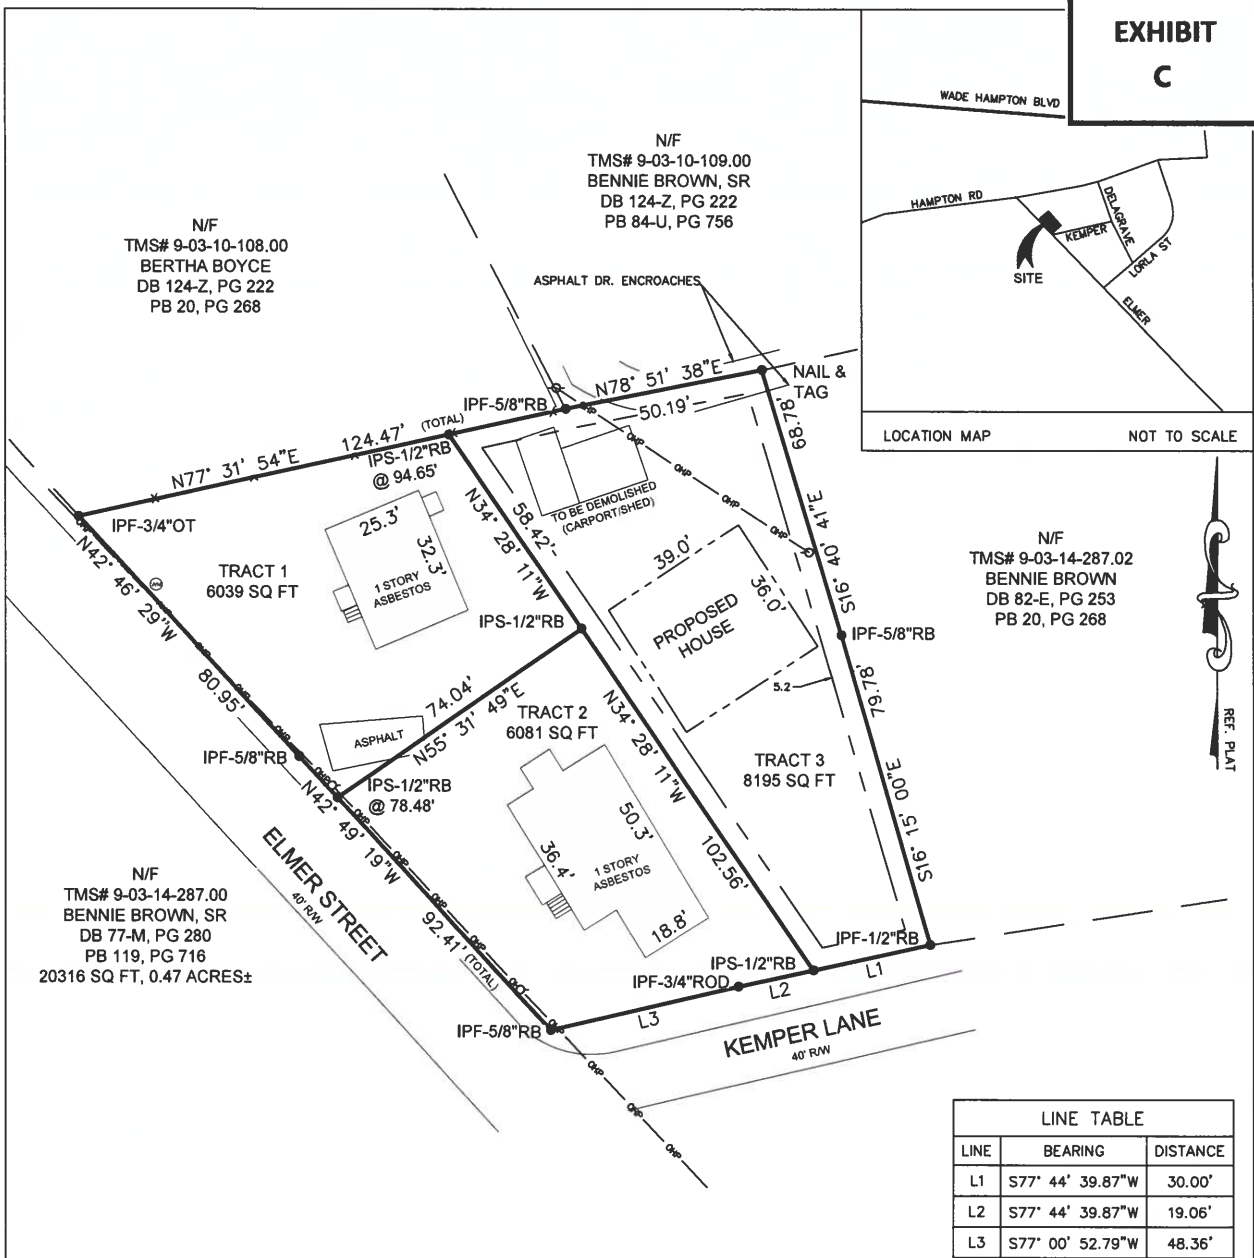 EXHIBIT
C
WADE HAMPTON BLVD
HAMPTON RD
DELAGRAVE
KEMPER
LORLA ST
SITE
ELMER
LOCATION MAP
NOT TO SCALE
N/F
TMS# 9-03-10-109.00
BENNIE BROWN, SR
DB 124-Z, PG 222
PB 84-U, PG 756
N/F
TMS# 9-03-10-108.00
BERTHA BOYCE
DB 124-Z, PG 222
PB 20, PG 268
ASPHALT DR. ENCROACHES
N78° 51' 38"E
50.19'
NAIL &
TAG
IPF-5/8"RB
124.47' (TOTAL)
N77° 31' 54"E
IPS-1/2"RB
@ 94.65'
IPF-3/4"OT
68.78'
S16° 40' 41"E
TO BE DEMOLISHED
(CARPORT/SHED)
OHP
OHP
OHP
OHP
N34° 28' 11"W
58.42'
25.3'
32.3'
1 STORY
ASBESTOS
TRACT 1
6039 SQ FT
39.0'
36.0'
PROPOSED
HOUSE
N/F
TMS# 9-03-14-287.02
BENNIE BROWN
DB 82-E, PG 253
PB 20, PG 268
IPS-1/2"RB
IPF-5/8"RB
N42° 46' 29"W
80.95'
5.2
79.78'
S16° 15' 00"E
REF. PLAT
74.04'
N55° 31' 49"E
TRACT 2
6081 SQ FT
N34° 28' 11"W
102.56'
ASPHALT
TRACT 3
8195 SQ FT
IPF-5/8"RB
IPS-1/2"RB
@ 78.48'
N42° 49' 19"W
92.41' (TOTAL)
50.3'
36.4'
1 STORY
ASBESTOS
18.8'
ELMER STREET
40' R/W
N/F
TMS# 9-03-14-287.00
BENNIE BROWN, SR
DB 77-M, PG 280
PB 119, PG 716
20316 SQ FT, 0.47 ACRES±
IPF-1/2"RB
IPS-1/2"RB
L1
IPF-3/4"ROD
L2
L3
IPF-5/8"RB
KEMPER LANE
40' R/W
OHP
OHP
OHP
LINE TABLE
LINE BEARING DISTANCE
L1 S77° 44' 39.87"W 30.00'
L2 S77° 44' 39.87"W 19.06'
L3 S77° 00' 52.79"W 48.36'